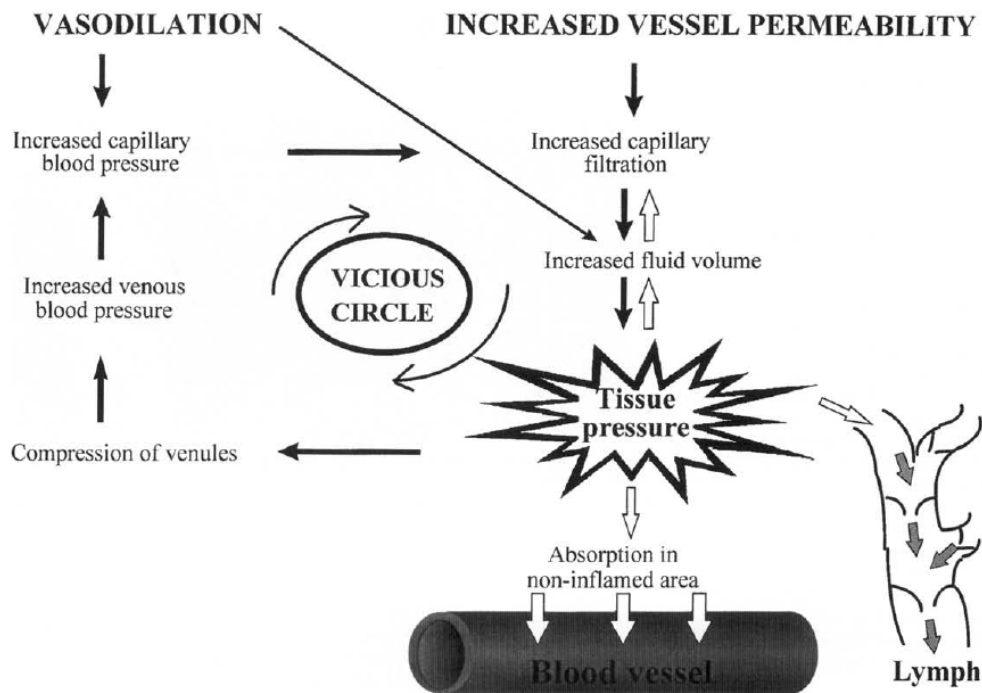 VASODILATION
INCREASED VESSEL PERMEABILITY
Increased capillary
blood pressure
Increased capillary
filtration
Increased venous
blood pressure
VICIOUS
CIRCLE
Increased fluid volume
Tissue
pressure
Compression of venules
Absorption in
non-inflamed area
Blood vessel
Lymph